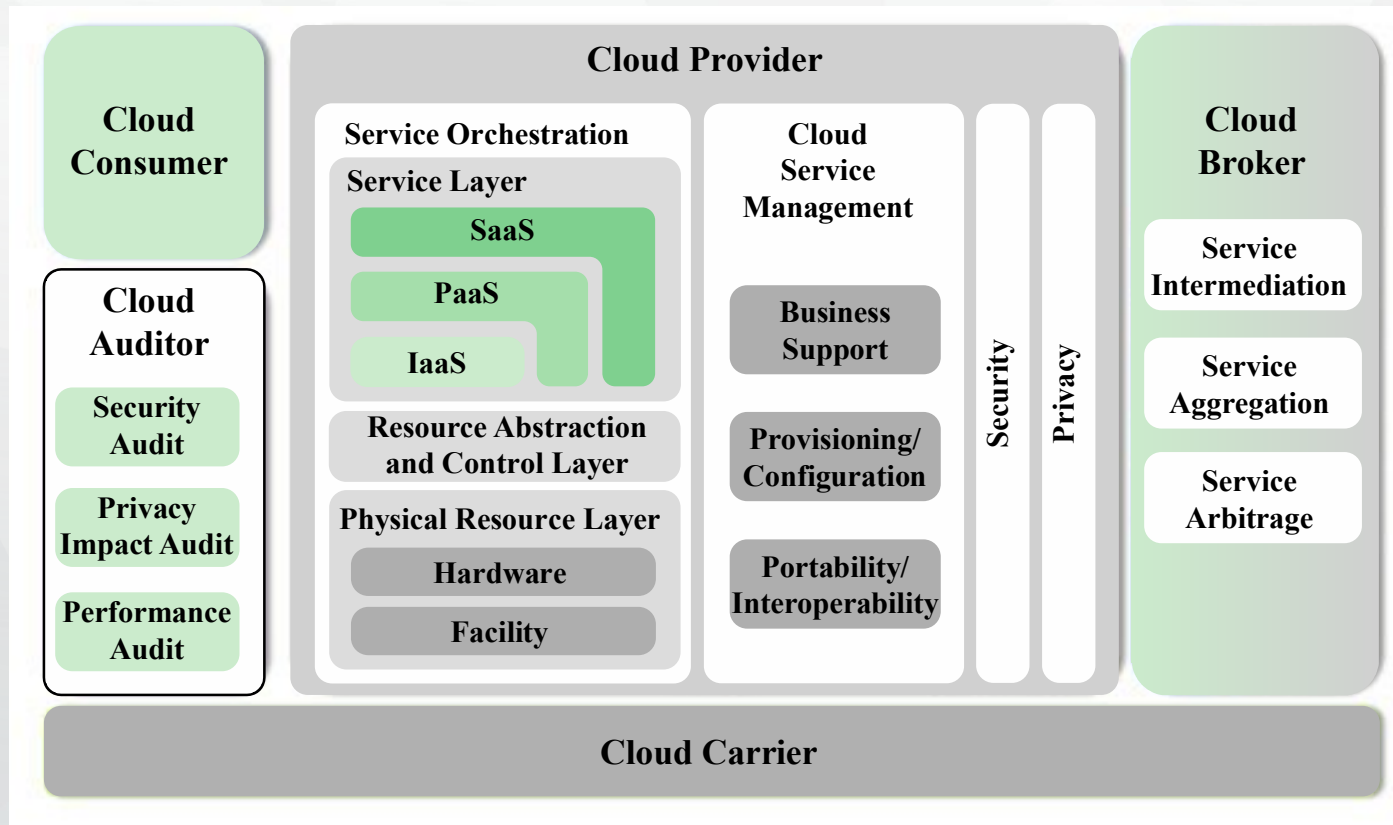 Cloud
Consumer
Cloud
Auditor
Security
Audit
Privacy
Impact Audit
Performance
Audit
Cloud Provider
Service Orchestration
Service Layer
SaaS
PaaS
IaaS
Resource Abstraction
and Control Layer
Physical Resource Layer
Hardware
Facility
Cloud
Service
Management
Business
Support
Provisioning/
Configuration
Portability/
Interoperability
Security
Privacy
Cloud
Broker
Service
Intermediation
Service
Aggregation
Service
Arbitrage
Cloud Carrier